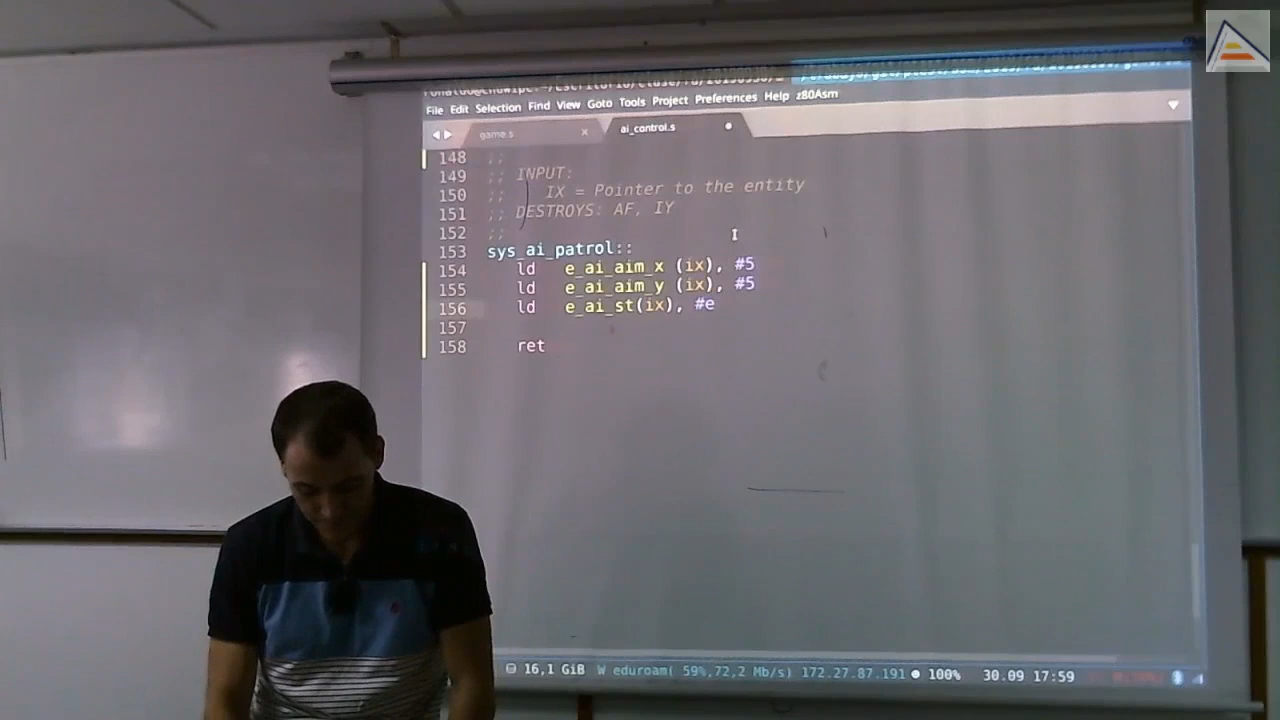 File Edit Selection Find View Goto Tools Project Preferences Help z80Asm
game.s × ai_control.s
148 ;;
149 ;; INPUT:
150 ;; IX = Pointer to the entity
151 ;; DESTROYS: AF, IY
152 ;;
153 sys_ai_patrol::
154 ld e_ai_aim_x (ix), #5
155 ld e_ai_aim_y (ix), #5
156 ld e_ai_st(ix), #e
157
158 ret
16,1 GiB W eduroam( 59%,72,2 Mb/s) 172.27.87.191 100% 30.09 17:59